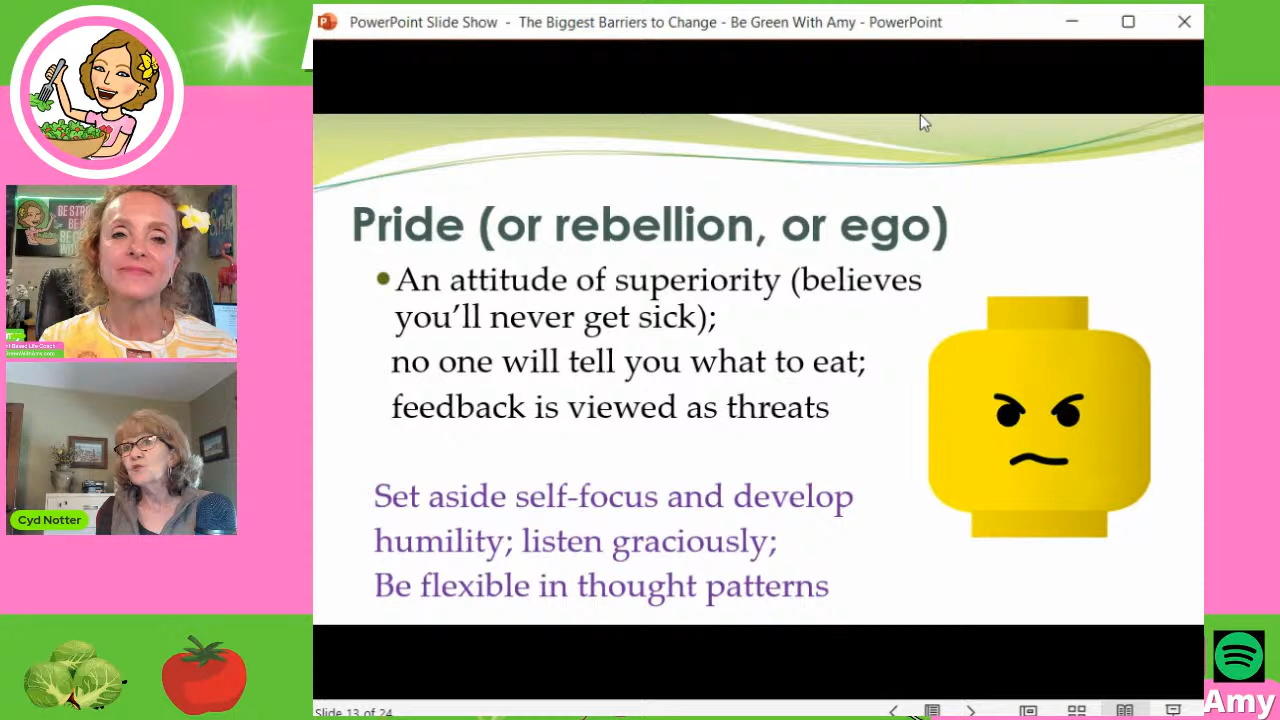 PowerPoint Slide Show - The Biggest Barriers to Change - Be Green With Amy - PowerPoint
Pride (or rebellion, or ego)
•An attitude of superiority (believes
you'll never get sick);
no one will tell you what to eat;
feedback is viewed as threats
Set aside self-focus and develop
humility; listen graciously;
Be flexible in thought patterns
BE STRO
BE
Cyd Notter
Slide 13 of 24
Amy